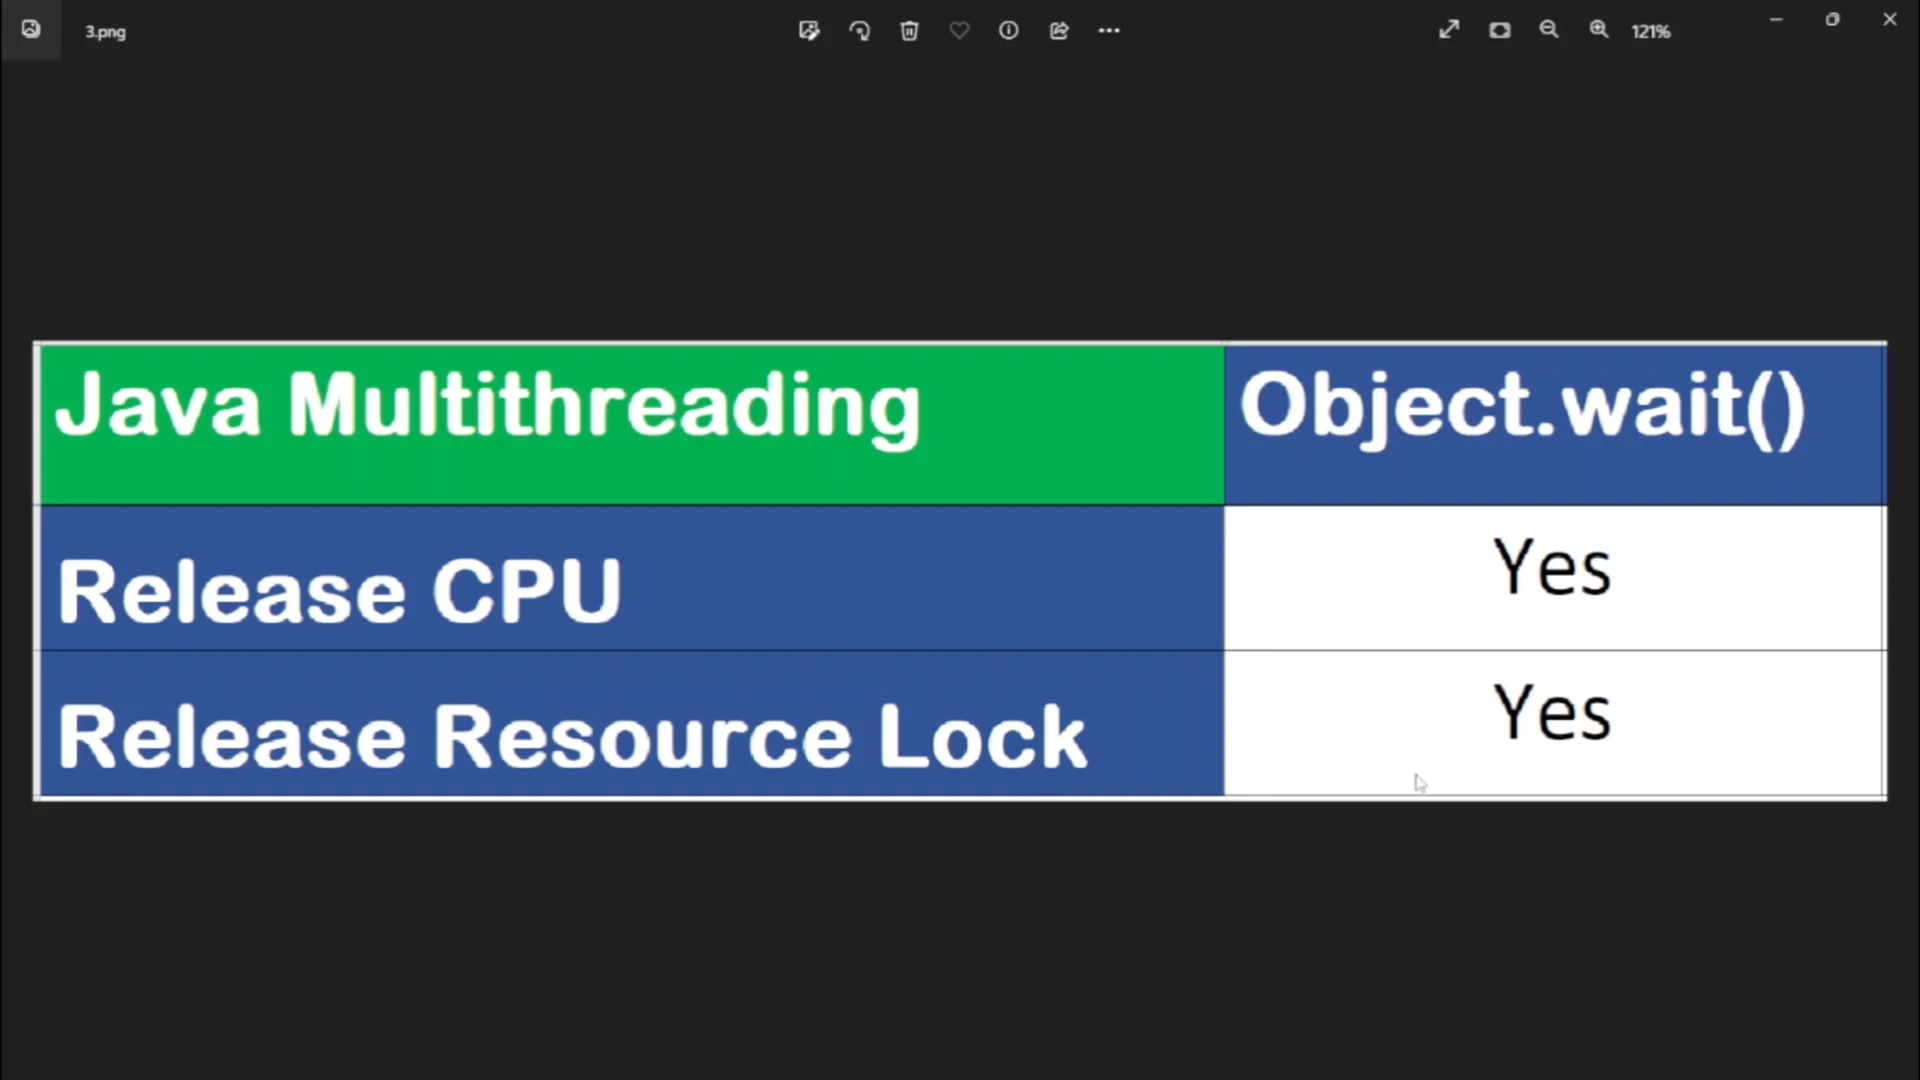 3.png
121%
Java Multithreading
Object.wait()
Release CPU
Yes
Release Resource Lock
Yes